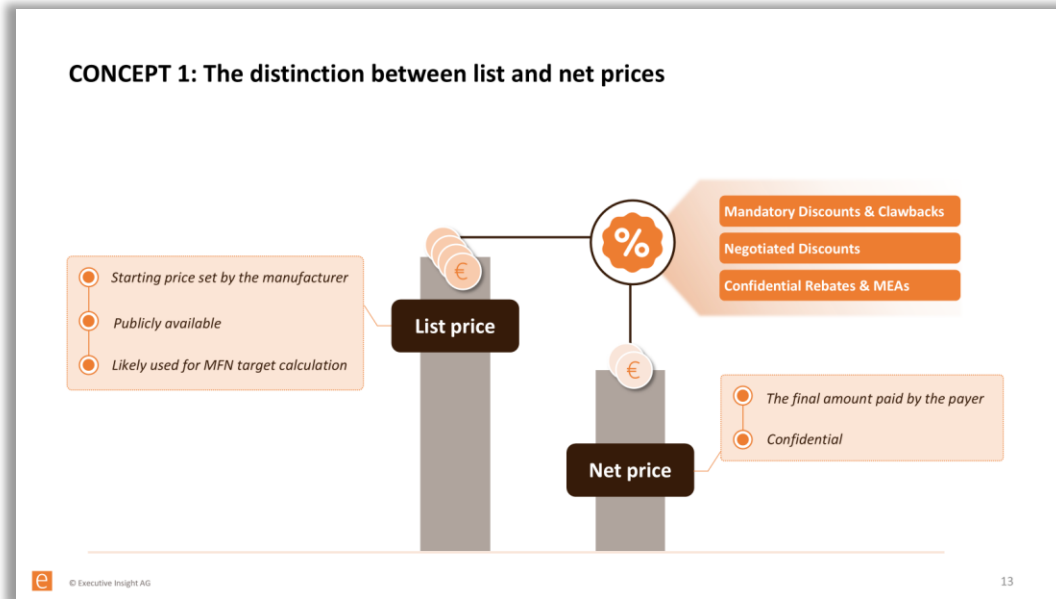 CONCEPT 1: The distinction between list and net prices
Mandatory Discounts & Clawbacks
Negotiated Discounts
Confidential Rebates & MEAs
%
€
Starting price set by the manufacturer
Publicly available
Likely used for MFN target calculation
List price
€
The final amount paid by the payer
Confidential
Net price
e
© Executive Insight AG
13